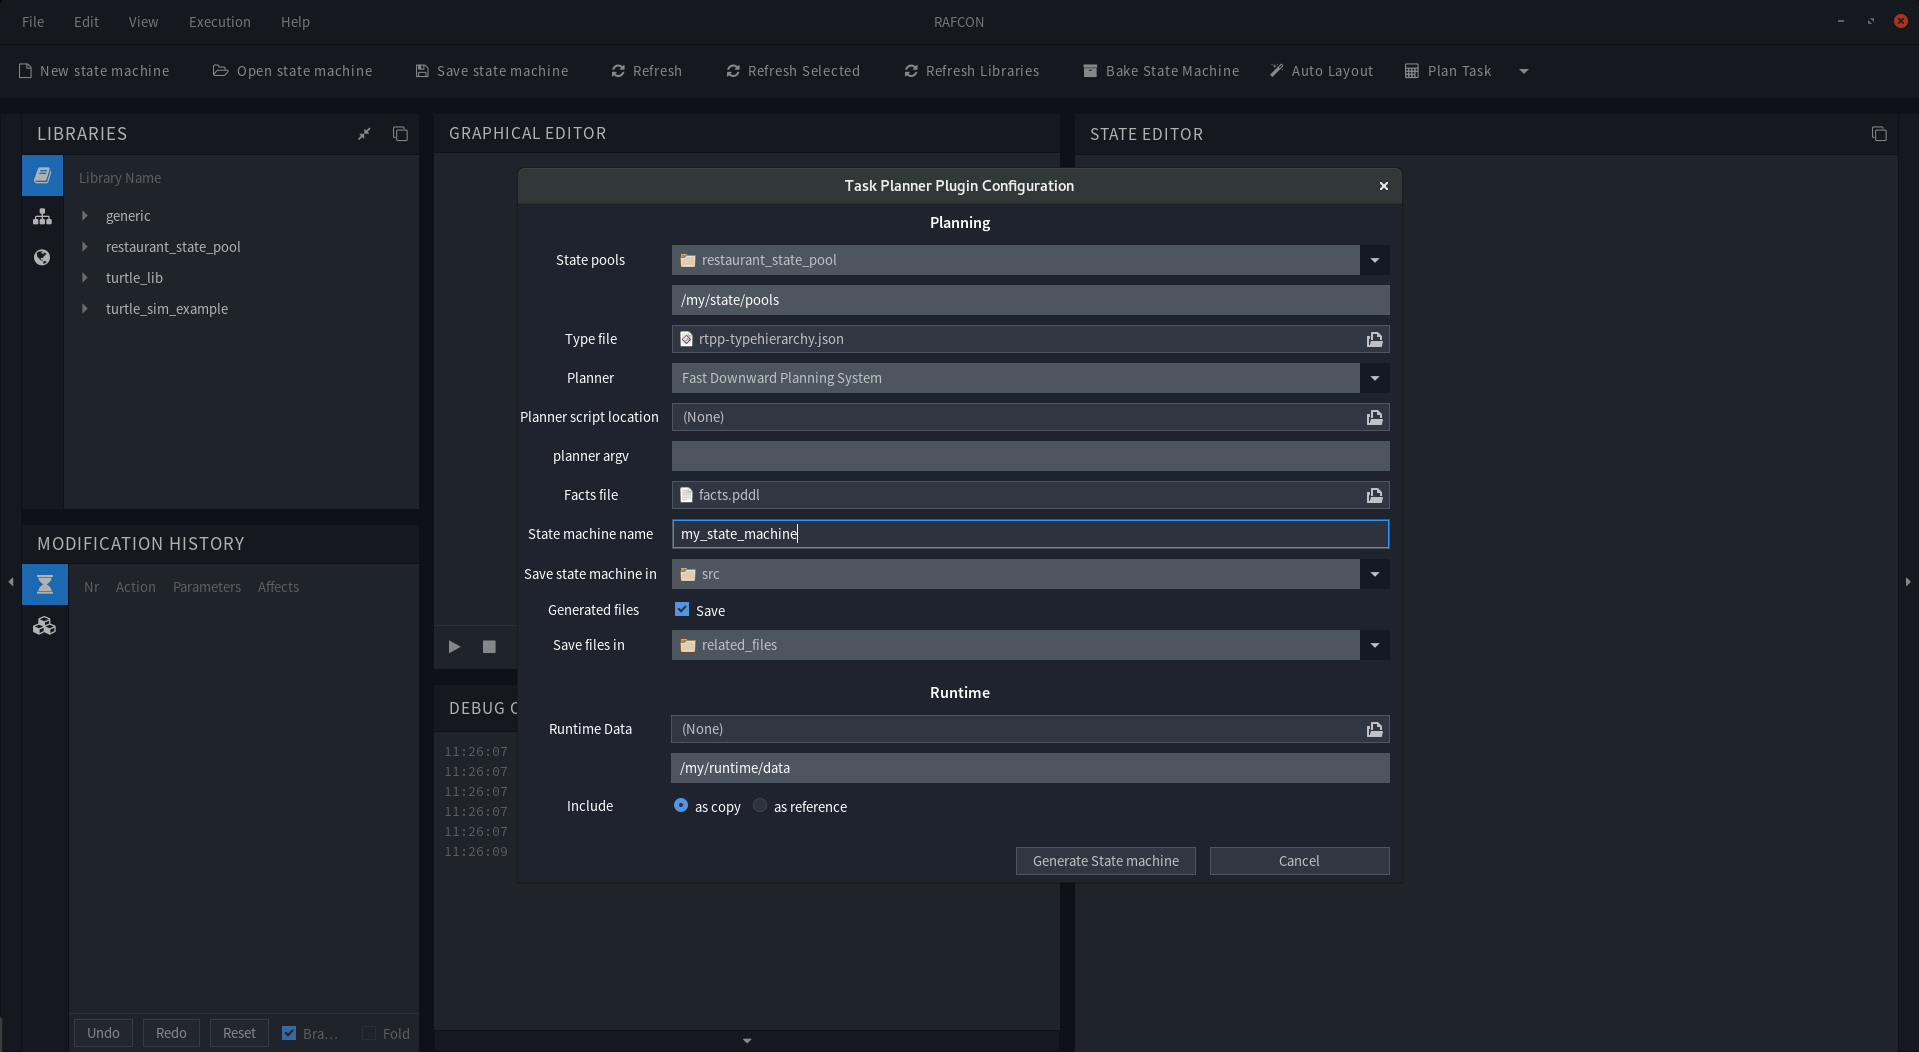 File Edit View Execution Help RAFCON
New state machine Open state machine Save state machine Refresh Refresh Selected Refresh Libraries Bake State Machine Auto Layout Plan Task
LIBRARIES
Library Name
generic
restaurant_state_pool
turtle_lib
turtle_sim_example
MODIFICATION HISTORY
Nr Action Parameters Affects
Undo Redo Reset Bra... Fold
GRAPHICAL EDITOR
DEBUG C
11:26:07
11:26:07
11:26:07
11:26:07
11:26:07
11:26:09
STATE EDITOR
Task Planner Plugin Configuration
Planning
State pools restaurant_state_pool
/my/state/pools
Type file rtpp-typehierarchy.json
Planner Fast Downward Planning System
Planner script location (None)
planner argv
Facts file facts.pddl
State machine name my_state_machine
Save state machine in src
Generated files Save
Save files in related_files
Runtime
Runtime Data (None)
/my/runtime/data
Include as copy as reference
Generate State machine Cancel